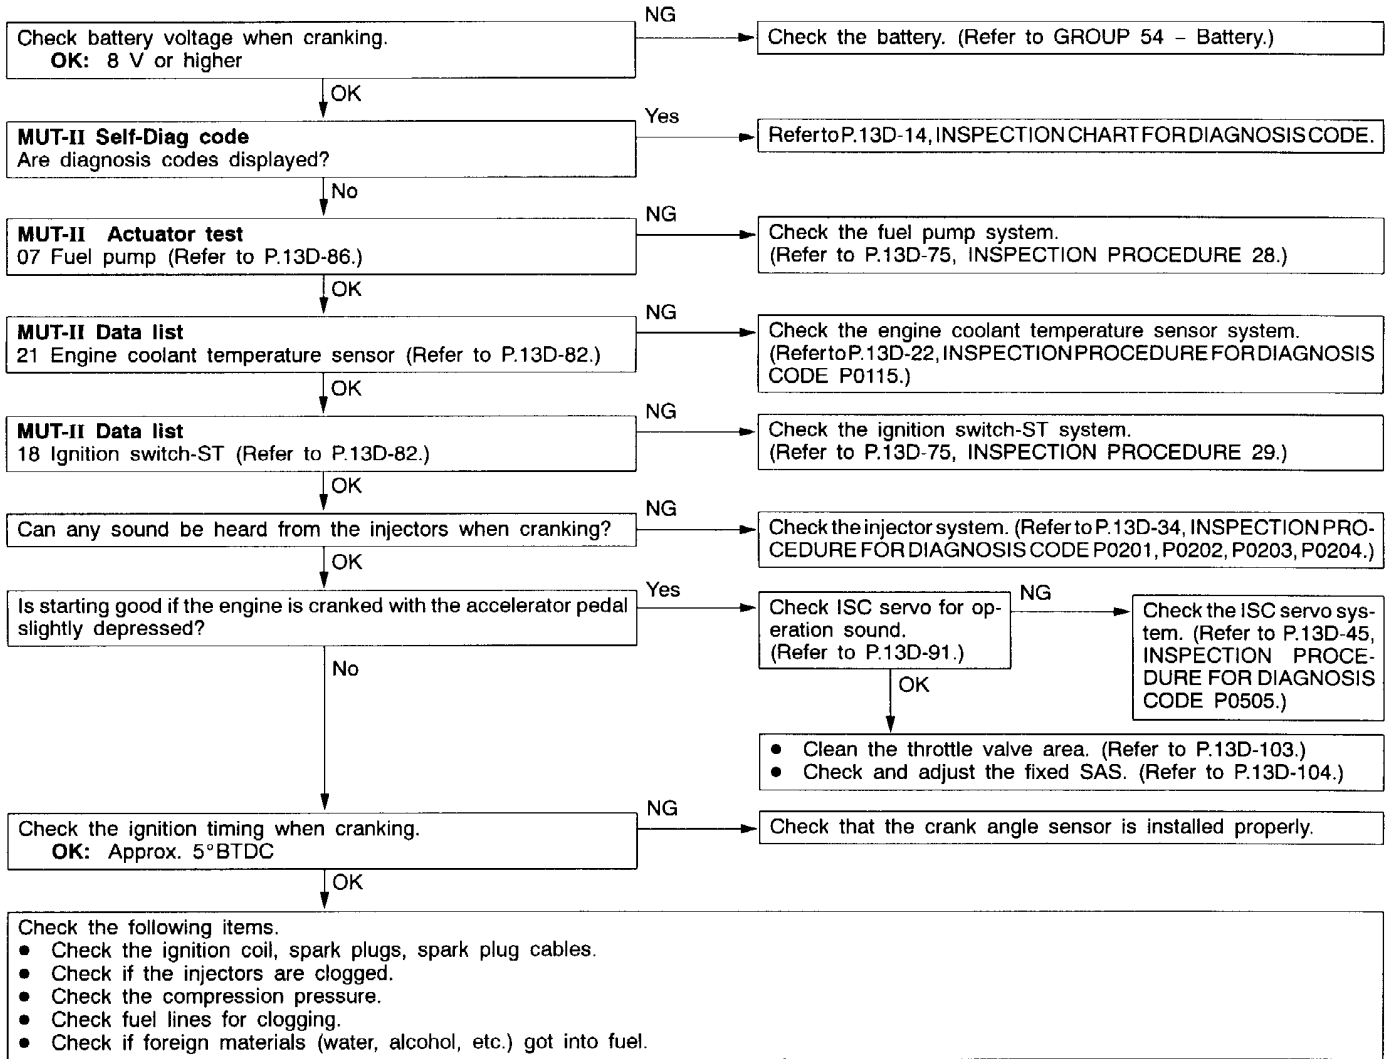 NG
Check battery voltage when cranking.
OK: 8 V or higher
Check the battery. (Refer to GROUP 54 – Battery.)
OK
MUT-II Self-Diag code
Are diagnosis codes displayed?
Yes
Refer to P.13D-14, INSPECTION CHART FOR DIAGNOSIS CODE.
No
MUT-II Actuator test
07 Fuel pump (Refer to P.13D-86.)
NG
Check the fuel pump system.
(Refer to P.13D-75, INSPECTION PROCEDURE 28.)
OK
MUT-II Data list
21 Engine coolant temperature sensor (Refer to P.13D-82.)
NG
Check the engine coolant temperature sensor system.
(Refer to P.13D-22, INSPECTION PROCEDURE FOR DIAGNOSIS
CODE P0115.)
OK
MUT-II Data list
18 Ignition switch-ST (Refer to P.13D-82.)
NG
Check the ignition switch-ST system.
(Refer to P.13D-75, INSPECTION PROCEDURE 29.)
OK
Can any sound be heard from the injectors when cranking?
NG
Check the injector system. (Refer to P.13D-34, INSPECTION PRO-
CEDURE FOR DIAGNOSIS CODE P0201, P0202, P0203, P0204.)
OK
Is starting good if the engine is cranked with the accelerator pedal
slightly depressed?
Yes
Check ISC servo for op-
eration sound.
(Refer to P.13D-91.)
NG
Check the ISC servo sys-
tem. (Refer to P.13D-45,
INSPECTION PROCE-
DURE FOR DIAGNOSIS
CODE P0505.)
OK
● Clean the throttle valve area. (Refer to P.13D-103.)
● Check and adjust the fixed SAS. (Refer to P.13D-104.)
No
Check the ignition timing when cranking.
OK: Approx. 5°BTDC
NG
Check that the crank angle sensor is installed properly.
OK
Check the following items.
● Check the ignition coil, spark plugs, spark plug cables.
● Check if the injectors are clogged.
● Check the compression pressure.
● Check fuel lines for clogging.
● Check if foreign materials (water, alcohol, etc.) got into fuel.